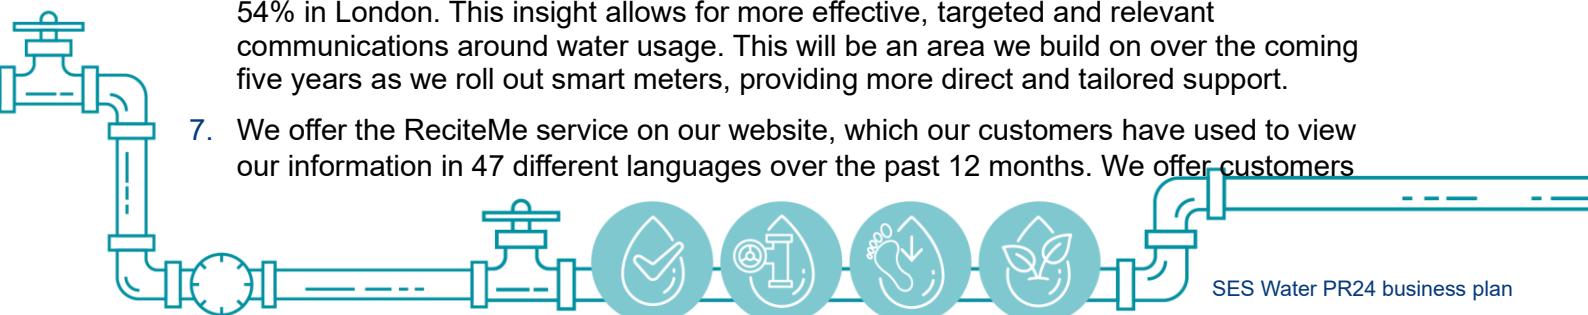 54% in London. This insight allows for more effective, targeted and relevant
communications around water usage. This will be an area we build on over the coming
five years as we roll out smart meters, providing more direct and tailored support.
7. We offer the ReciteMe service on our website, which our customers have used to view
our information in 47 different languages over the past 12 months. We offer customers
SES Water PR24 business plan